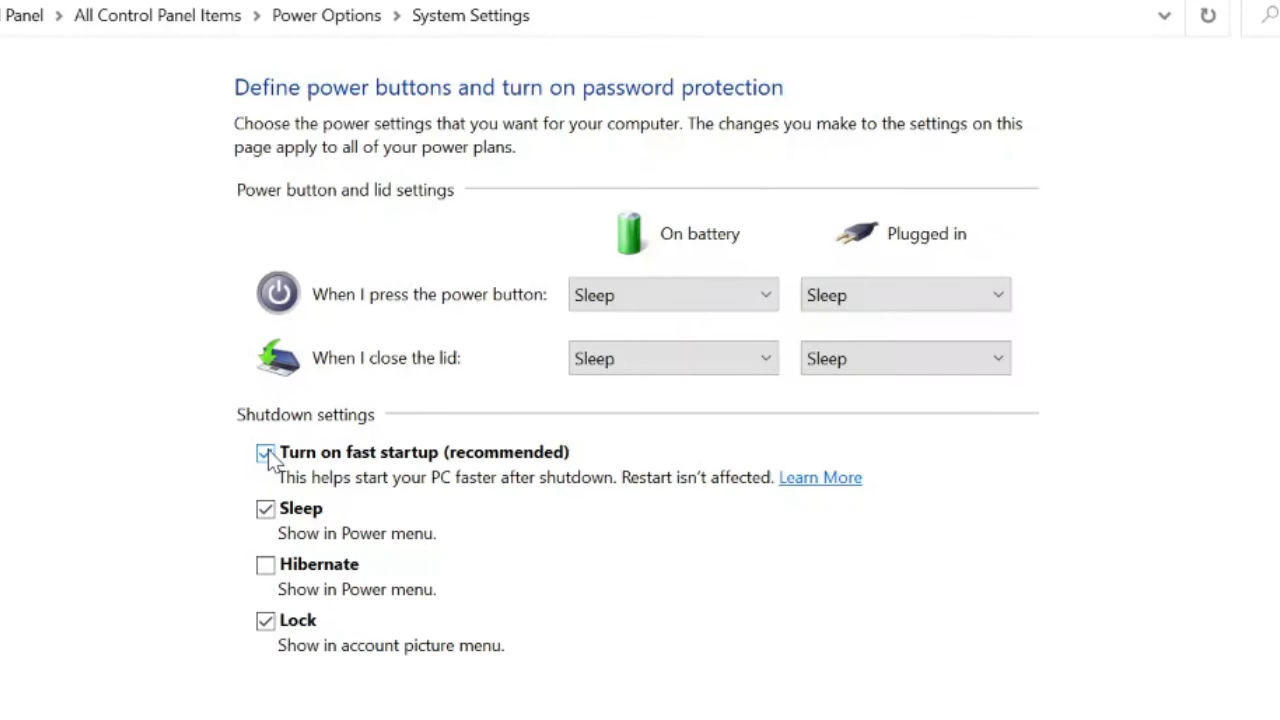 Panel > All Control Panel Items > Power Options > System Settings
Define power buttons and turn on password protection
Choose the power settings that you want for your computer. The changes you make to the settings on this
page apply to all of your power plans.
Power button and lid settings
On battery Plugged in
When I press the power button: Sleep Sleep
When I close the lid: Sleep Sleep
Shutdown settings
Turn on fast startup (recommended)
This helps start your PC faster after shutdown. Restart isn't affected. Learn More
Sleep
Show in Power menu.
Hibernate
Show in Power menu.
Lock
Show in account picture menu.